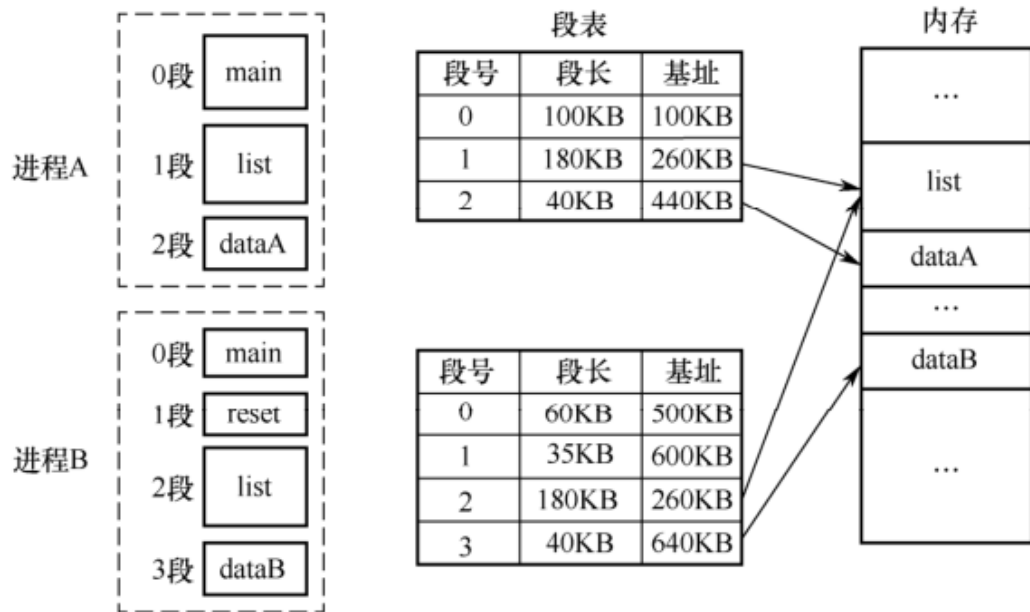 段表
内存
进程A
0段 main
1段 list
2段 dataA
段号 段长 基址
0 100KB 100KB
1 180KB 260KB
2 40KB 440KB
…
list
dataA
…
dataB
…
进程B
0段 main
1段 reset
2段 list
3段 dataB
段号 段长 基址
0 60KB 500KB
1 35KB 600KB
2 180KB 260KB
3 40KB 640KB